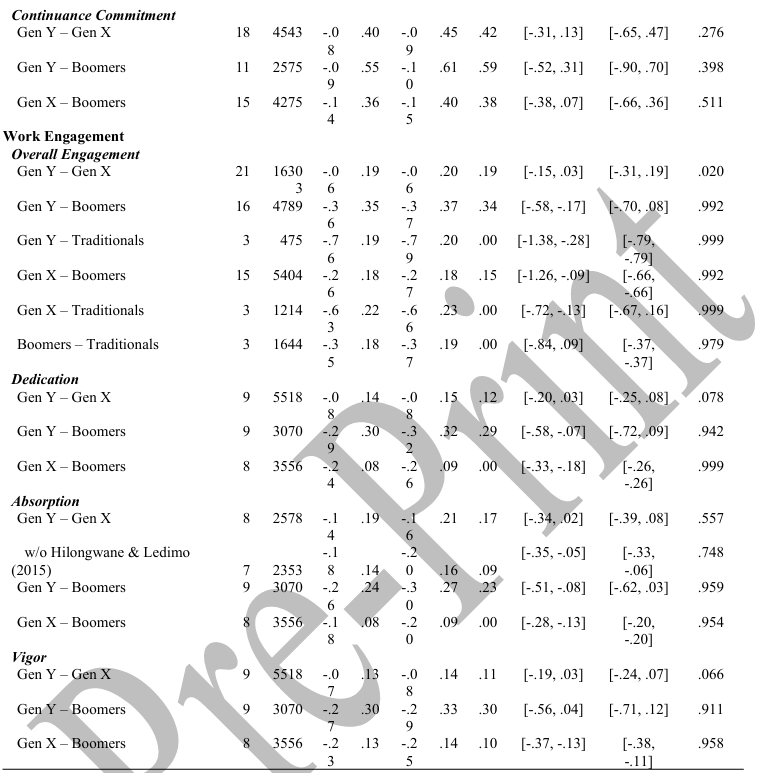 Continuance Commitment
Gen Y – Gen X 18 4543 -.08 .40 -.09 .45 .42 [-.31, .13] [-.65, .47] .276
Gen Y – Boomers 11 2575 -.09 .55 -.10 .61 .59 [-.52, .31] [-.90, .70] .398
Gen X – Boomers 15 4275 -.14 .36 -.15 .40 .38 [-.38, .07] [-.66, .36] .511
Work Engagement
Overall Engagement
Gen Y – Gen X 21 16303 -.06 .19 -.06 .20 .19 [-.15, .03] [-.31, .19] .020
Gen Y – Boomers 16 4789 -.36 .35 -.37 .37 .34 [-.58, -.17] [-.70, .08] .992
Gen Y – Traditionals 3 475 -.76 .19 -.79 .20 .00 [-1.38, -.28] [-.79, -.79] .999
Gen X – Boomers 15 5404 -.26 .18 -.27 .18 .15 [-1.26, -.09] [-.66, -.66] .992
Gen X – Traditionals 3 1214 -.63 .22 -.66 .23 .00 [-.72, -.13] [-.67, .16] .999
Boomers – Traditionals 3 1644 -.35 .18 -.37 .19 .00 [-.84, .09] [-.37, -.37] .979
Dedication
Gen Y – Gen X 9 5518 -.08 .14 -.08 .15 .12 [-.20, .03] [-.25, .08] .078
Gen Y – Boomers 9 3070 -.29 .30 -.32 .32 .29 [-.58, -.07] [-.72, .09] .942
Gen X – Boomers 8 3556 -.24 .08 -.26 .09 .00 [-.33, -.18] [-.26, -.26] .999
Absorption
Gen Y – Gen X 8 2578 -.14 .19 -.16 .21 .17 [-.34, .02] [-.39, .08] .557
w/o Hilongwane & Ledimo (2015) 7 2353 -.18 .14 -.20 .16 .09 [-.35, -.05] [-.33, -.06] .748
Gen Y – Boomers 9 3070 -.26 .24 -.30 .27 .23 [-.51, -.08] [-.62, .03] .959
Gen X – Boomers 8 3556 -.18 .08 -.20 .09 .00 [-.28, -.13] [-.20, -.20] .954
Vigor
Gen Y – Gen X 9 5518 -.07 .13 -.08 .14 .11 [-.19, .03] [-.24, .07] .066
Gen Y – Boomers 9 3070 -.27 .30 -.29 .33 .30 [-.56, .04] [-.71, .12] .911
Gen X – Boomers 8 3556 -.23 .13 -.25 .14 .10 [-.37, -.13] [-.38, -.11] .958
Pre-Print